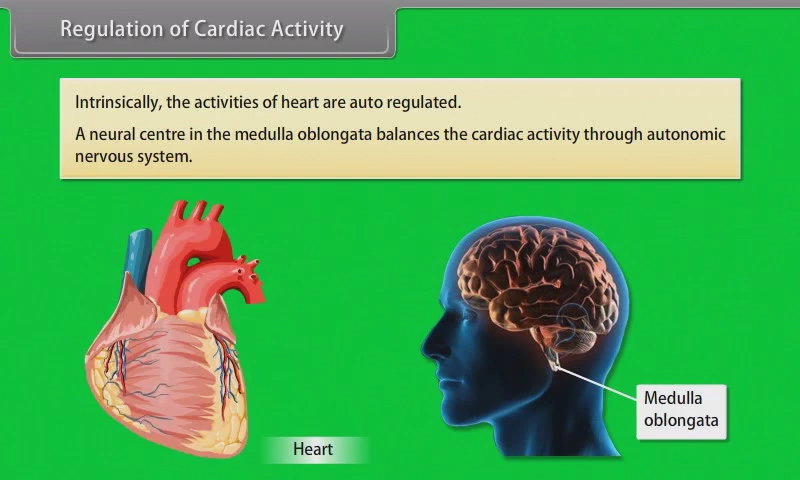 Regulation of Cardiac Activity
Intrinsically, the activities of heart are auto regulated.
A neural centre in the medulla oblongata balances the cardiac activity through autonomic
nervous system.
Heart
Medulla
oblongata